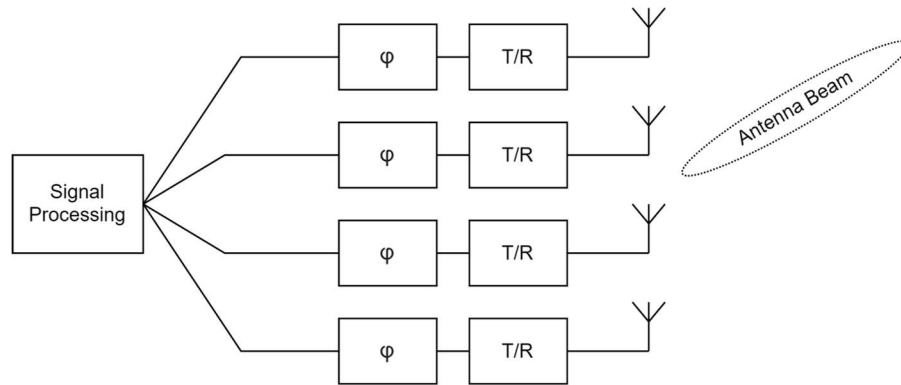 φ
T/R
Antenna Beam
φ
T/R
Signal
Processing
φ
T/R
φ
T/R